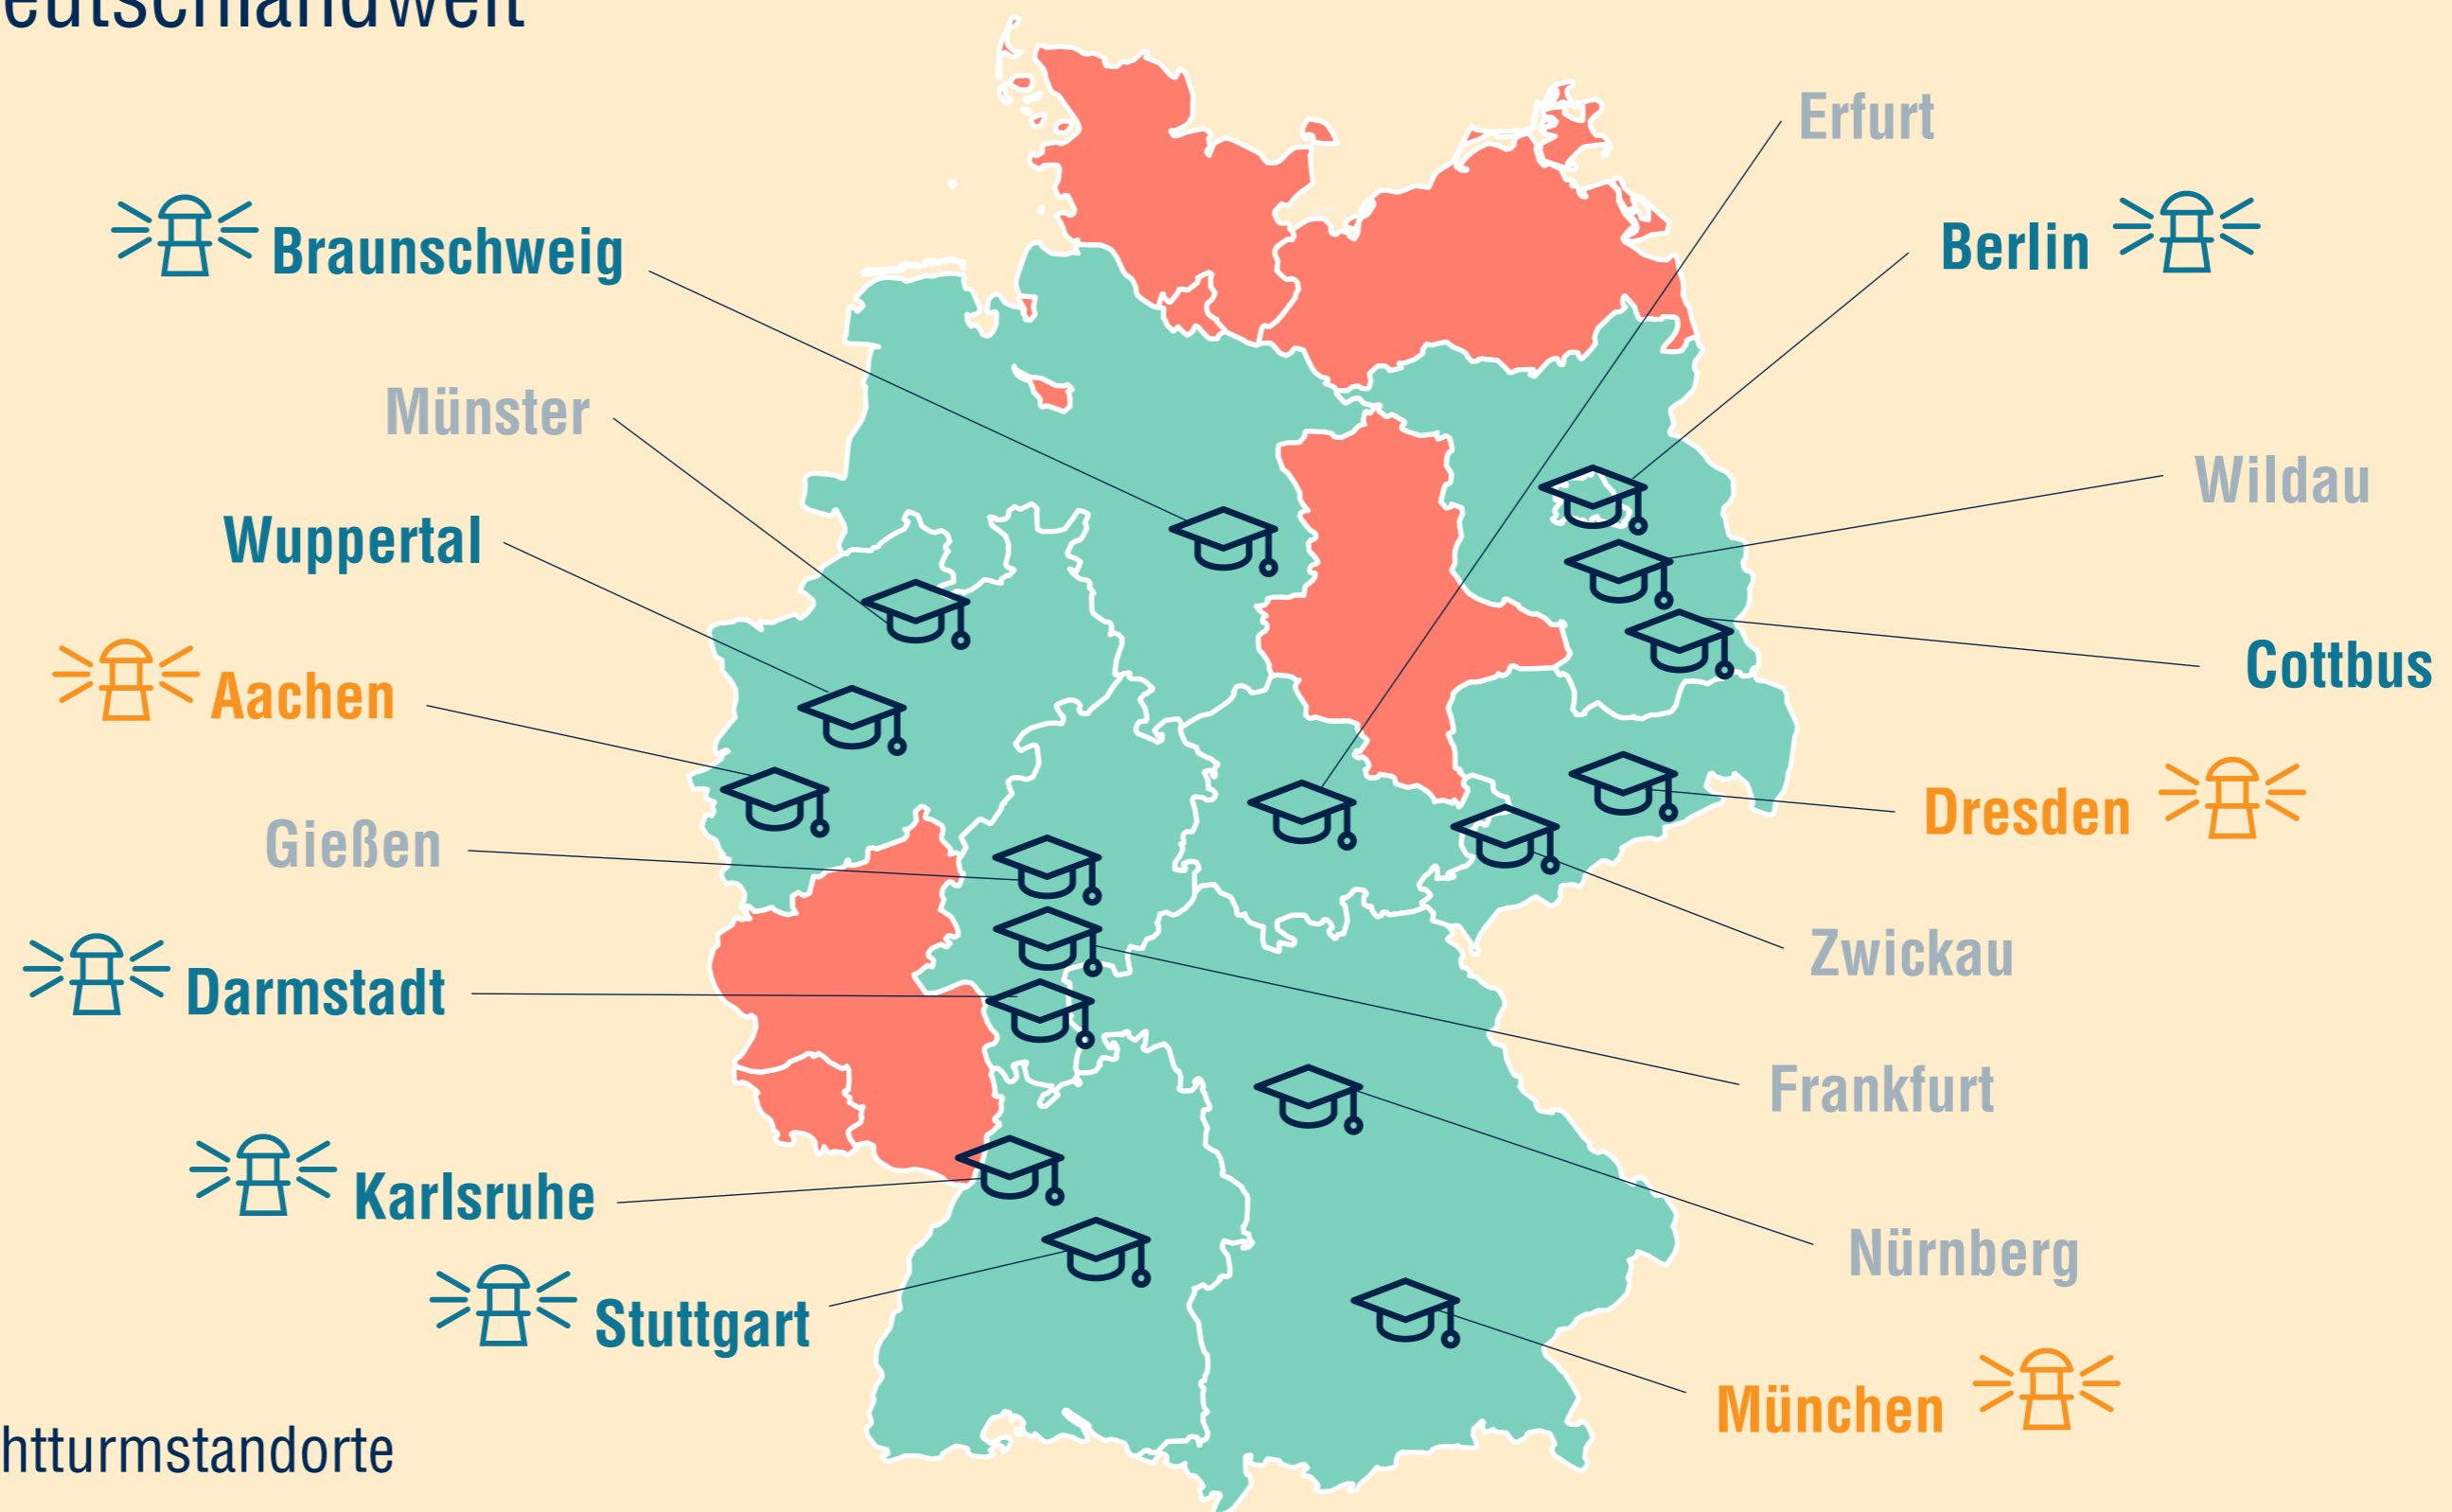 eutschlandweit
Erfurt
Braunschweig
Berlin
Münster
Wildau
Wuppertal
Cottbus
Aachen
Dresden
Gießen
Zwickau
Darmstadt
Frankfurt
Karlsruhe
Nürnberg
Stuttgart
München
htturmstandorte